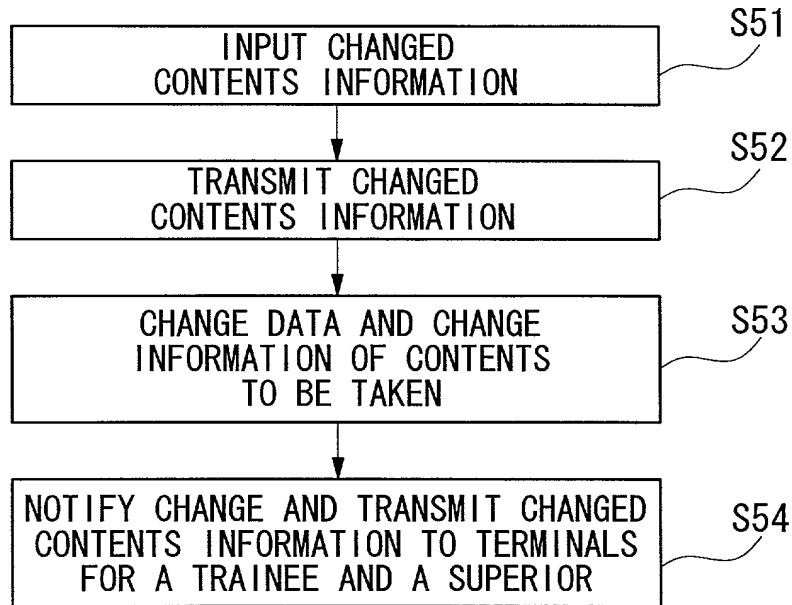 S51
INPUT CHANGED
CONTENTS INFORMATION
S52
TRANSMIT CHANGED
CONTENTS INFORMATION
S53
CHANGE DATA AND CHANGE
INFORMATION OF CONTENTS
TO BE TAKEN
S54
NOTIFY CHANGE AND TRANSMIT CHANGED
CONTENTS INFORMATION TO TERMINALS
FOR A TRAINEE AND A SUPERIOR